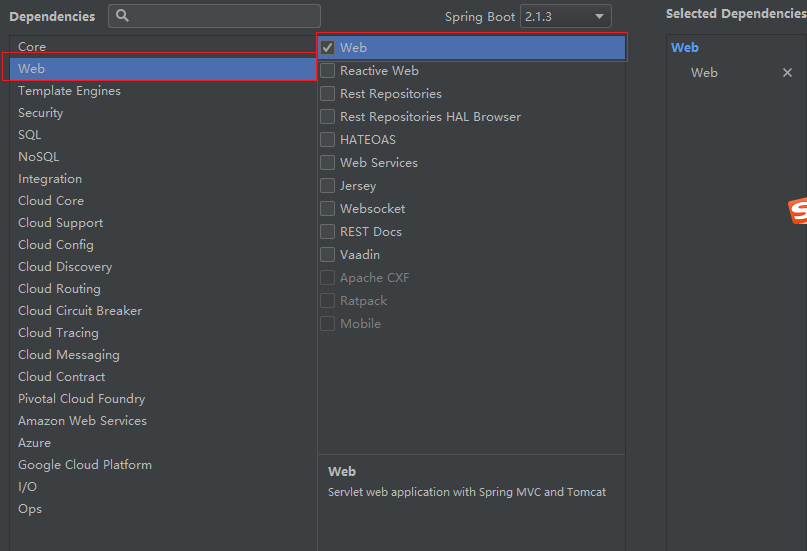 Dependencies
Spring Boot 2.1.3
Selected Dependencies
Core
Web
Template Engines
Security
SQL
NoSQL
Integration
Cloud Core
Cloud Support
Cloud Config
Cloud Discovery
Cloud Routing
Cloud Circuit Breaker
Cloud Tracing
Cloud Messaging
Cloud Contract
Pivotal Cloud Foundry
Amazon Web Services
Azure
Google Cloud Platform
I/O
Ops
Web
Reactive Web
Rest Repositories
Rest Repositories HAL Browser
HATEOAS
Web Services
Jersey
Websocket
REST Docs
Vaadin
Apache CXF
Ratpack
Mobile
Web
Servlet web application with Spring MVC and Tomcat
Web
Web